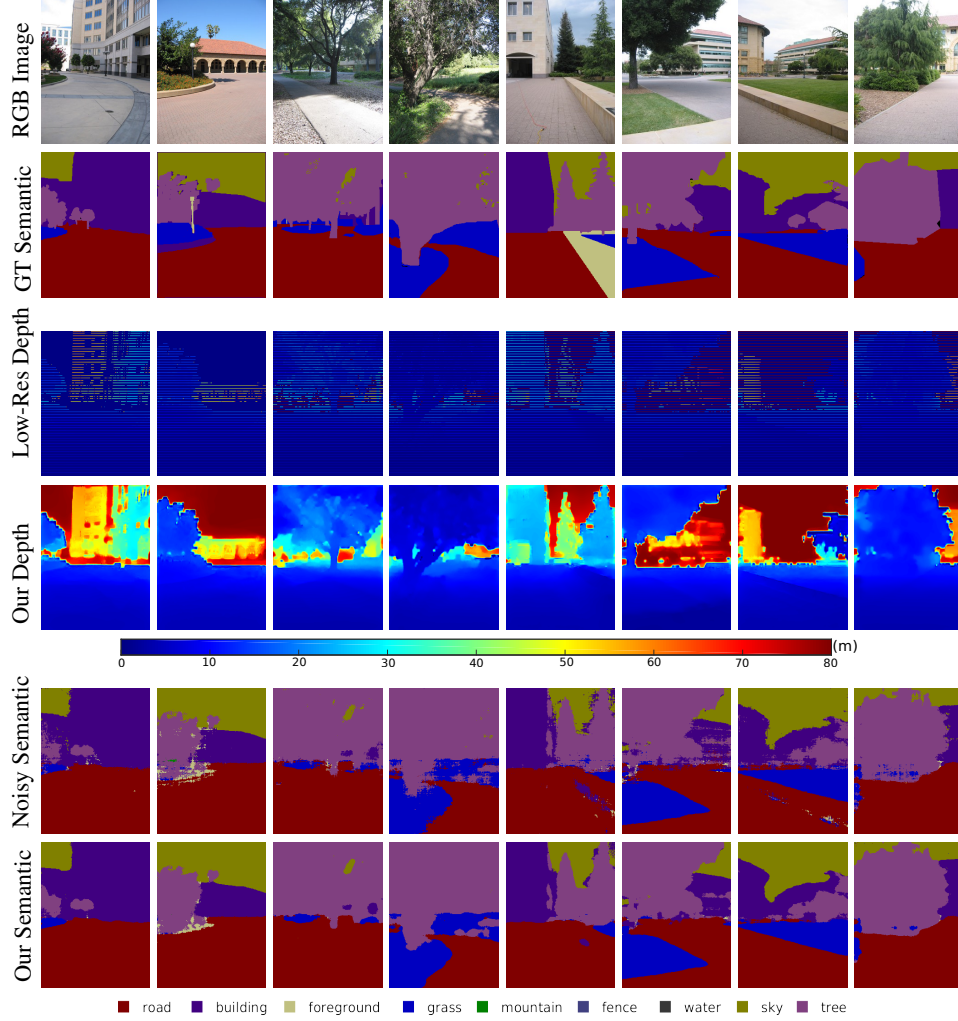 RGB Image
GT Semantic
Low-Res Depth
Our Depth
0 10 20 30 40 50 60 70 80 (m)
Noisy Semantic
Our Semantic
road building foreground grass mountain fence water sky tree